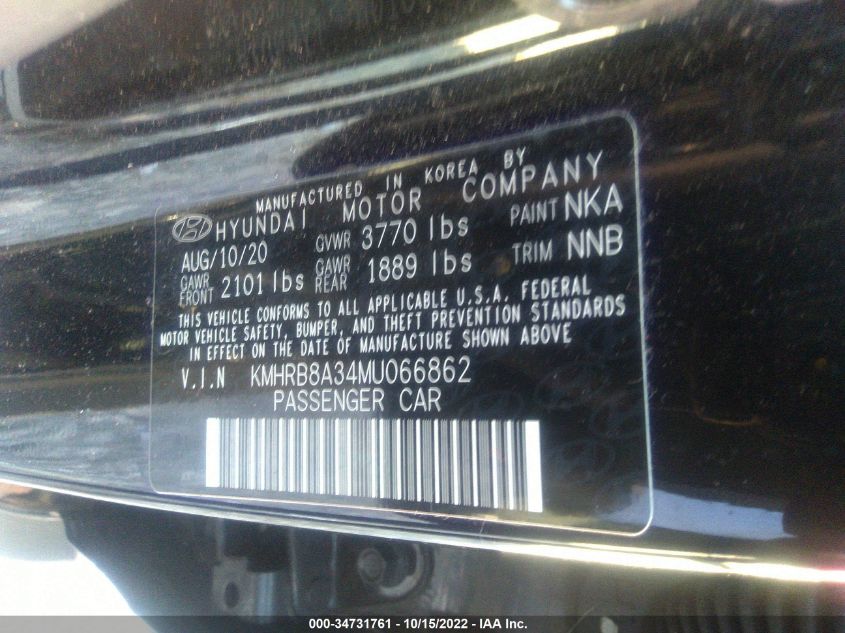 MANUFACTURED IN KOREA BY
HYUNDAI MOTOR COMPANY
AUG/10/20 GVWR 3770 lbs PAINT NKA
GAWR FRONT 2101 lbs GAWR REAR 1889 lbs TRIM NNB
THIS VEHICLE CONFORMS TO ALL APPLICABLE U.S.A. FEDERAL
MOTOR VEHICLE SAFETY, BUMPER, AND THEFT PREVENTION STANDARDS
IN EFFECT ON THE DATE OF MANUFACTURE SHOWN ABOVE
V.I.N KMHRB8A34MU066862
PASSENGER CAR
000-34731761 - 10/15/2022 - IAA Inc.